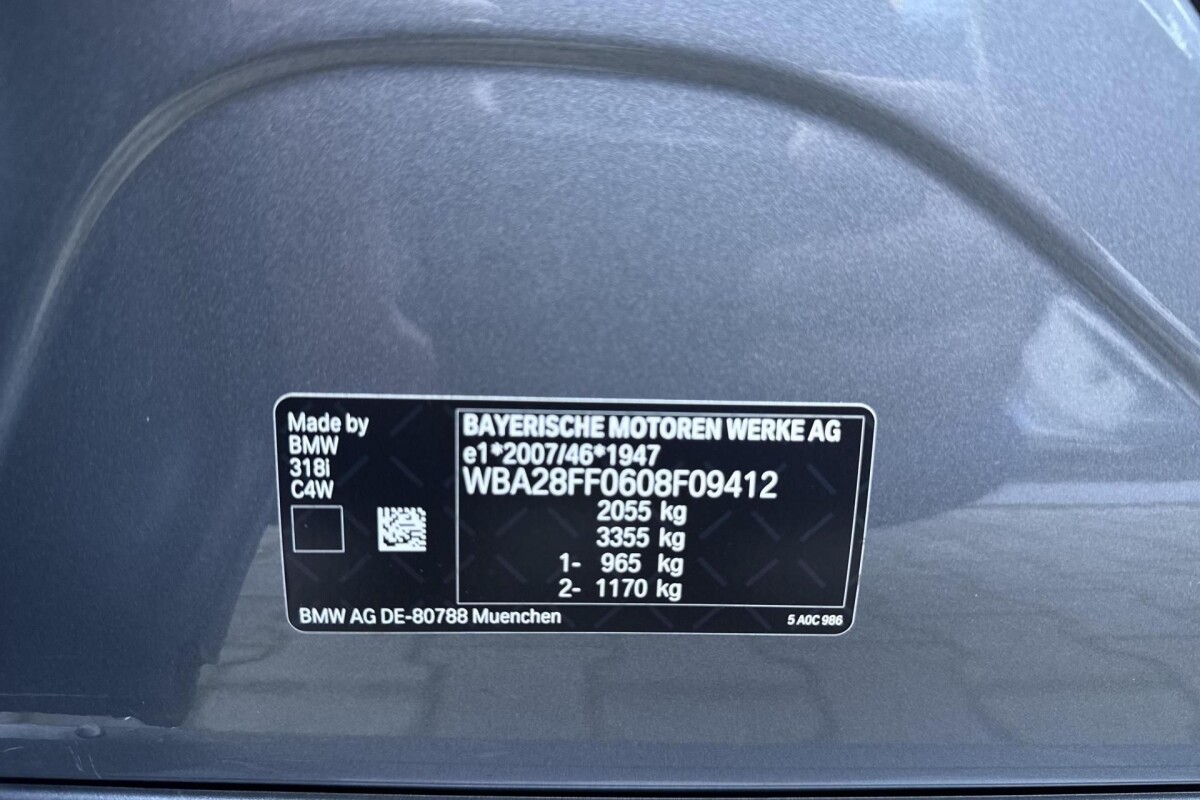 Made by
BMW
318i
C4W
BAYERISCHE MOTOREN WERKE AG
e1*2007/46*1947
WBA28FF0608F09412
2055 kg
3355 kg
1- 965 kg
2- 1170 kg
BMW AG DE-80788 Muenchen
5 A0C 986